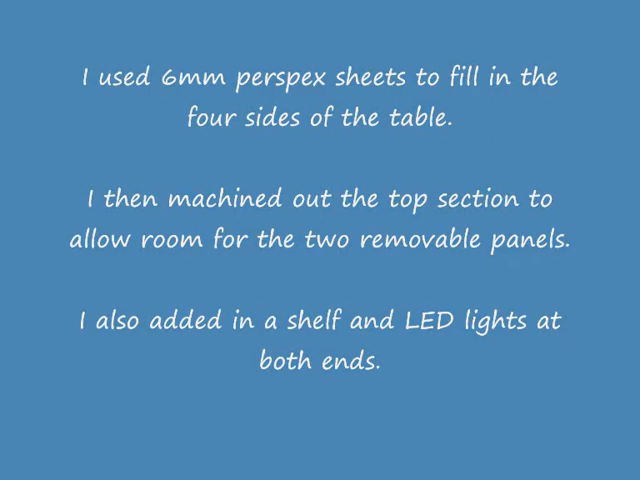 I used 6mm perspex sheets to fill in the
four sides of the table.
I then machined out the top section to
allow room for the two removable panels.
I also added in a shelf and LED lights at
both ends.